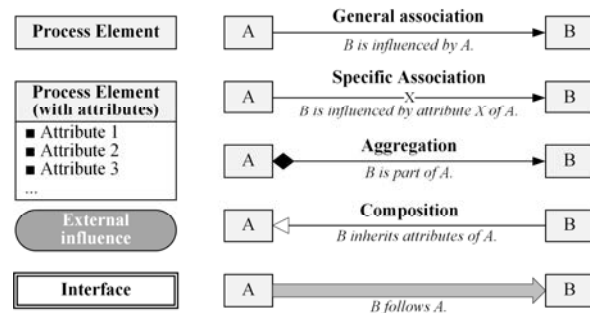 Process Element
A
General association
B is influenced by A.
B
Process Element
(with attributes)
■ Attribute 1
■ Attribute 2
■ Attribute 3
...
A
Specific Association
X
B is influenced by attribute X of A.
B
A
Aggregation
B is part of A.
B
External
influence
A
Composition
B inherits attributes of A.
B
Interface
A
B follows A.
B